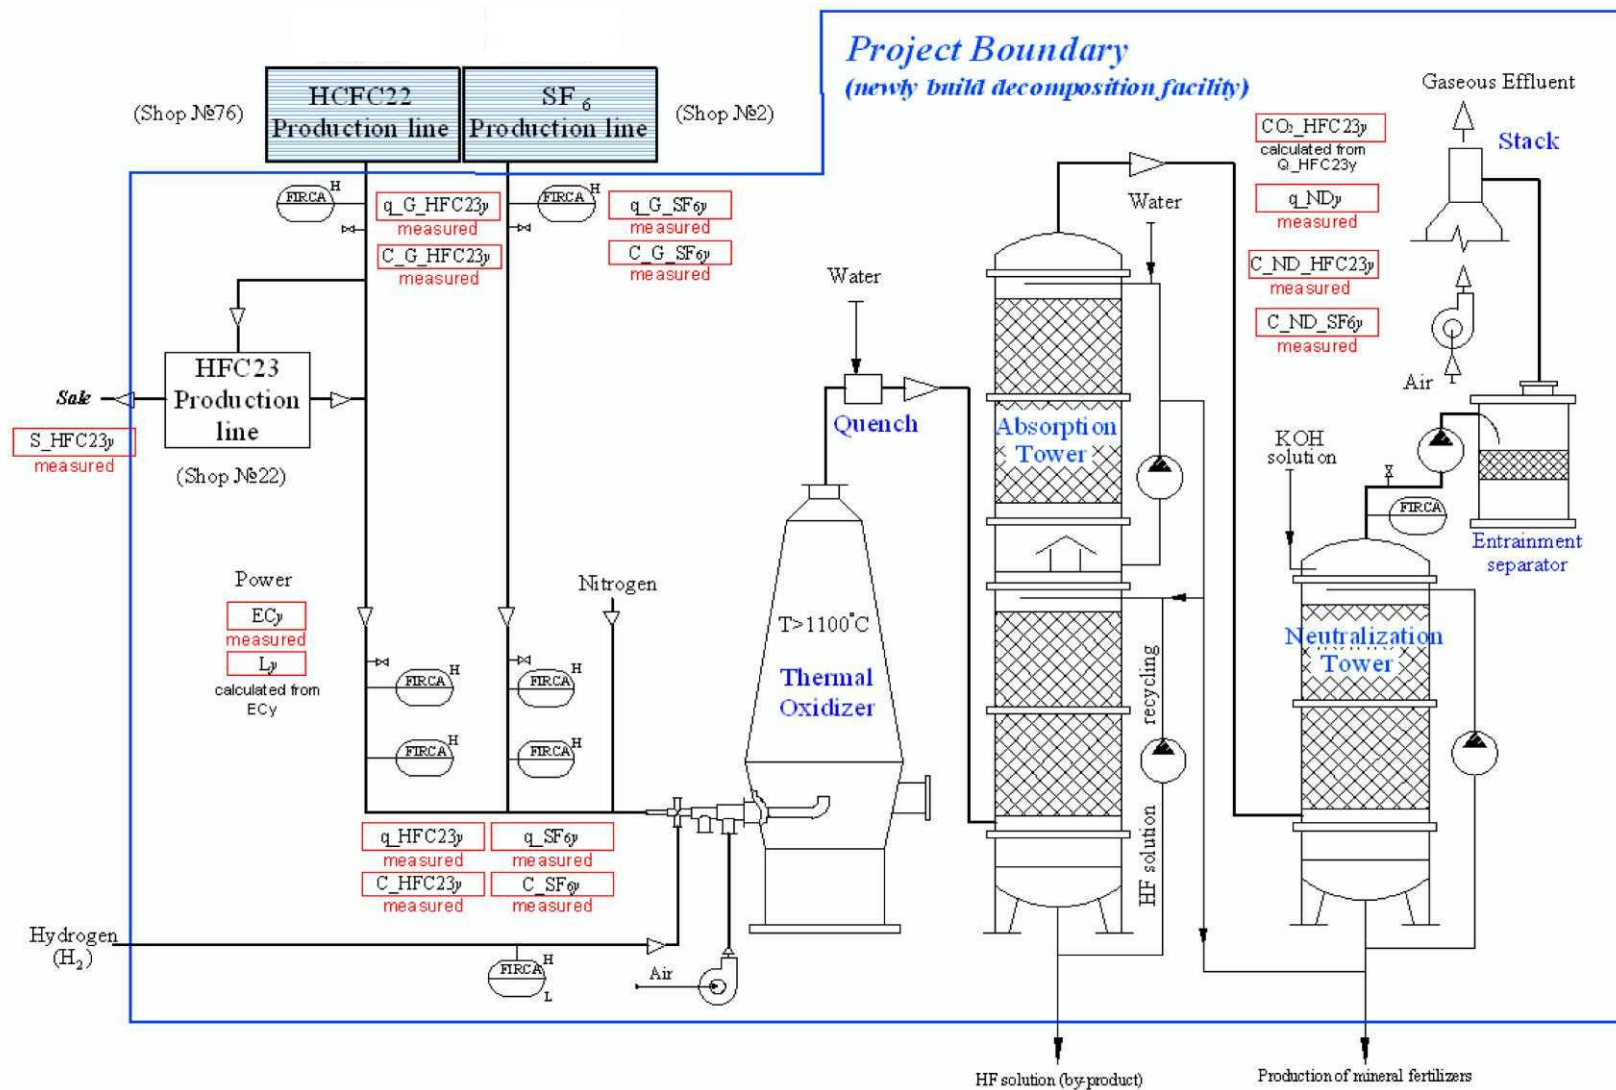 Project Boundary
(newly build decomposition facility)
(Shop №76)
HCFC22
Production line
SF6
Production line
(Shop №2)
FIRCA
H
q_G_HFC23y
measured
C_G_HFC23y
measured
FIRCA
H
q_G_SF6y
measured
C_G_SF6y
measured
CO2_HFC23y
calculated from
Q_HFC23y
q_NDy
measured
C_ND_HFC23y
measured
C_ND_SF6y
measured
Gaseous Effluent
Stack
Air
Water
Water
Quench
HFC23
Production
line
(Shop №22)
Sale
S_HFC23y
measured
Absorption
Tower
KOH
solution
FIRCA
Entrainment
separator
Power
ECy
measured
Ly
calculated from
ECy
Nitrogen
FIRCA
H
FIRCA
H
FIRCA
H
FIRCA
H
T>1100°C
Thermal
Oxidizer
Neutralization
Tower
HF solution
recycling
q_HFC23y
measured
C_HFC23y
measured
q_SF6y
measured
C_SF6y
measured
Hydrogen
(H2)
FIRCA
H
L
Air
HF solution (by-product)
Production of mineral fertilizers